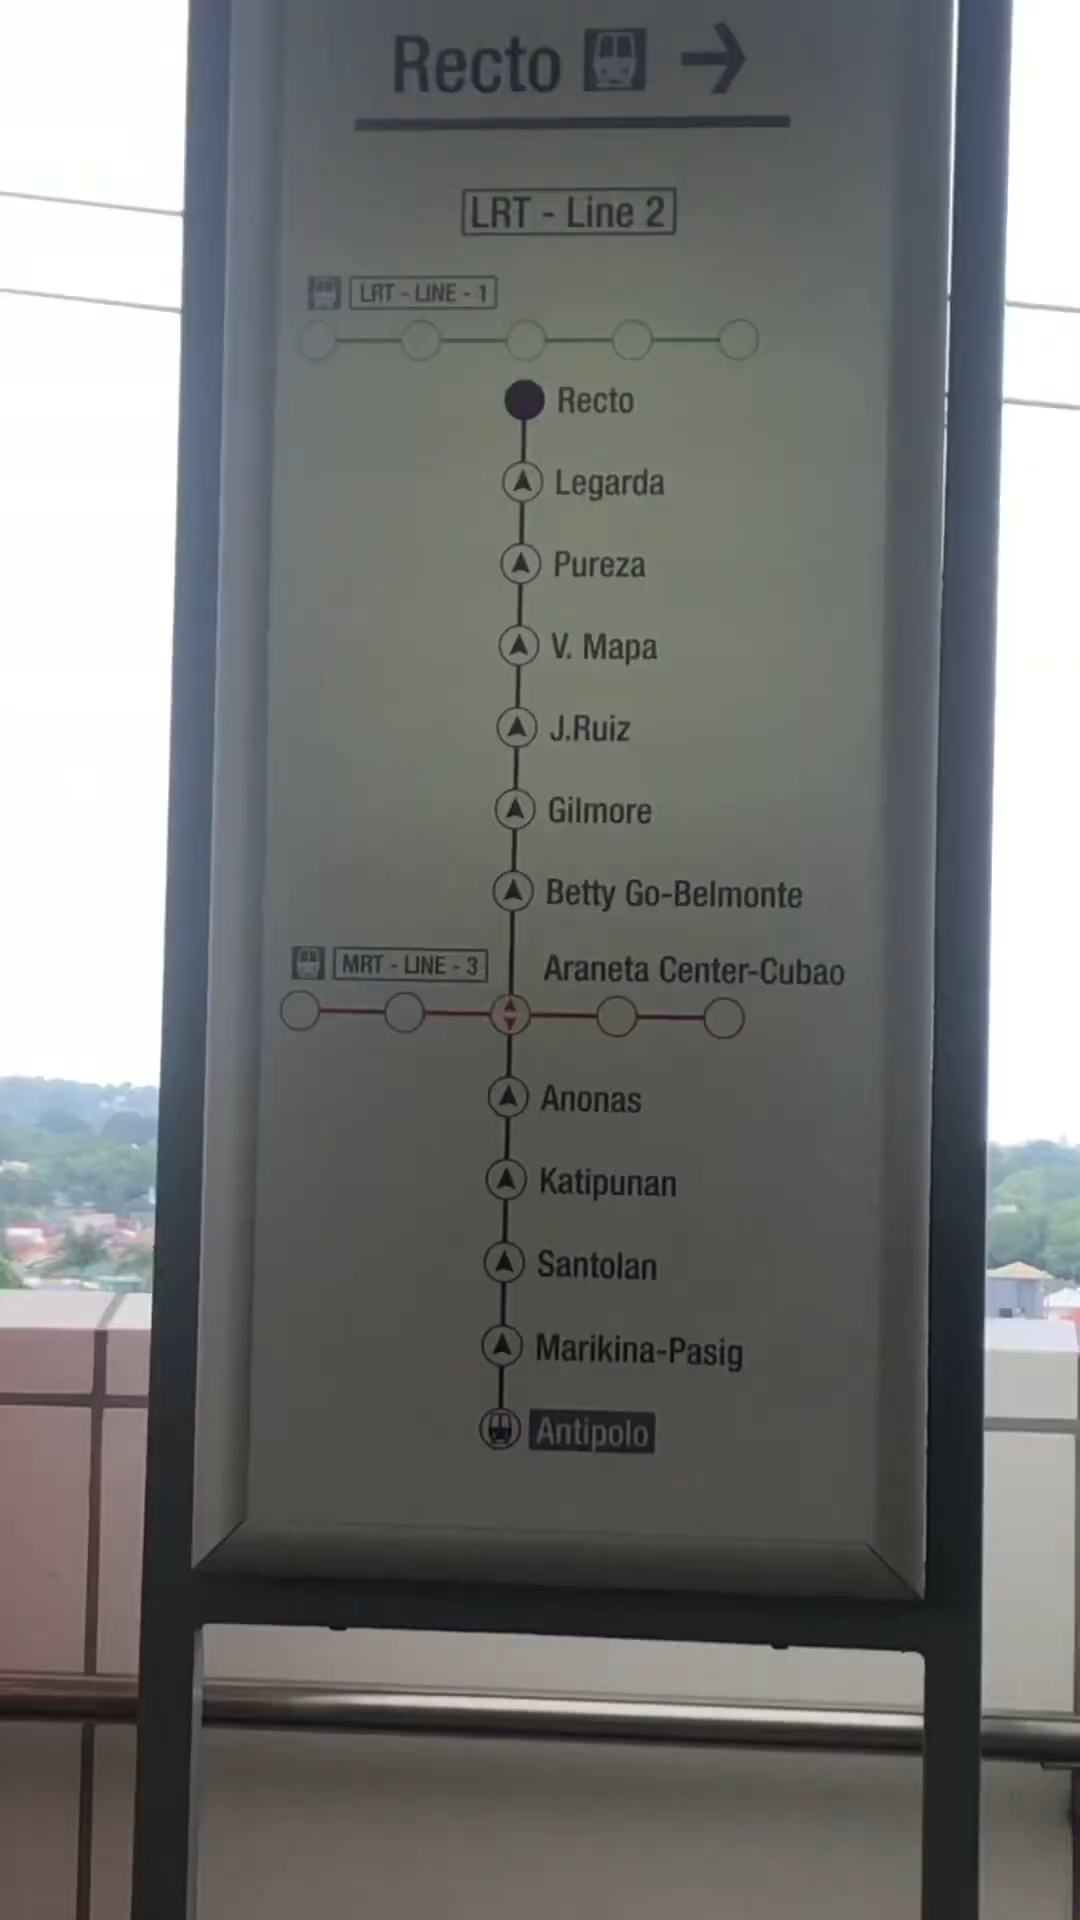 Recto
LRT - Line 2
LRT - LINE - 1
Recto
Legarda
Pureza
V. Mapa
J.Ruiz
Gilmore
Betty Go-Belmonte
MRT - LINE - 3
Araneta Center-Cubao
Anonas
Katipunan
Santolan
Marikina-Pasig
Antipolo